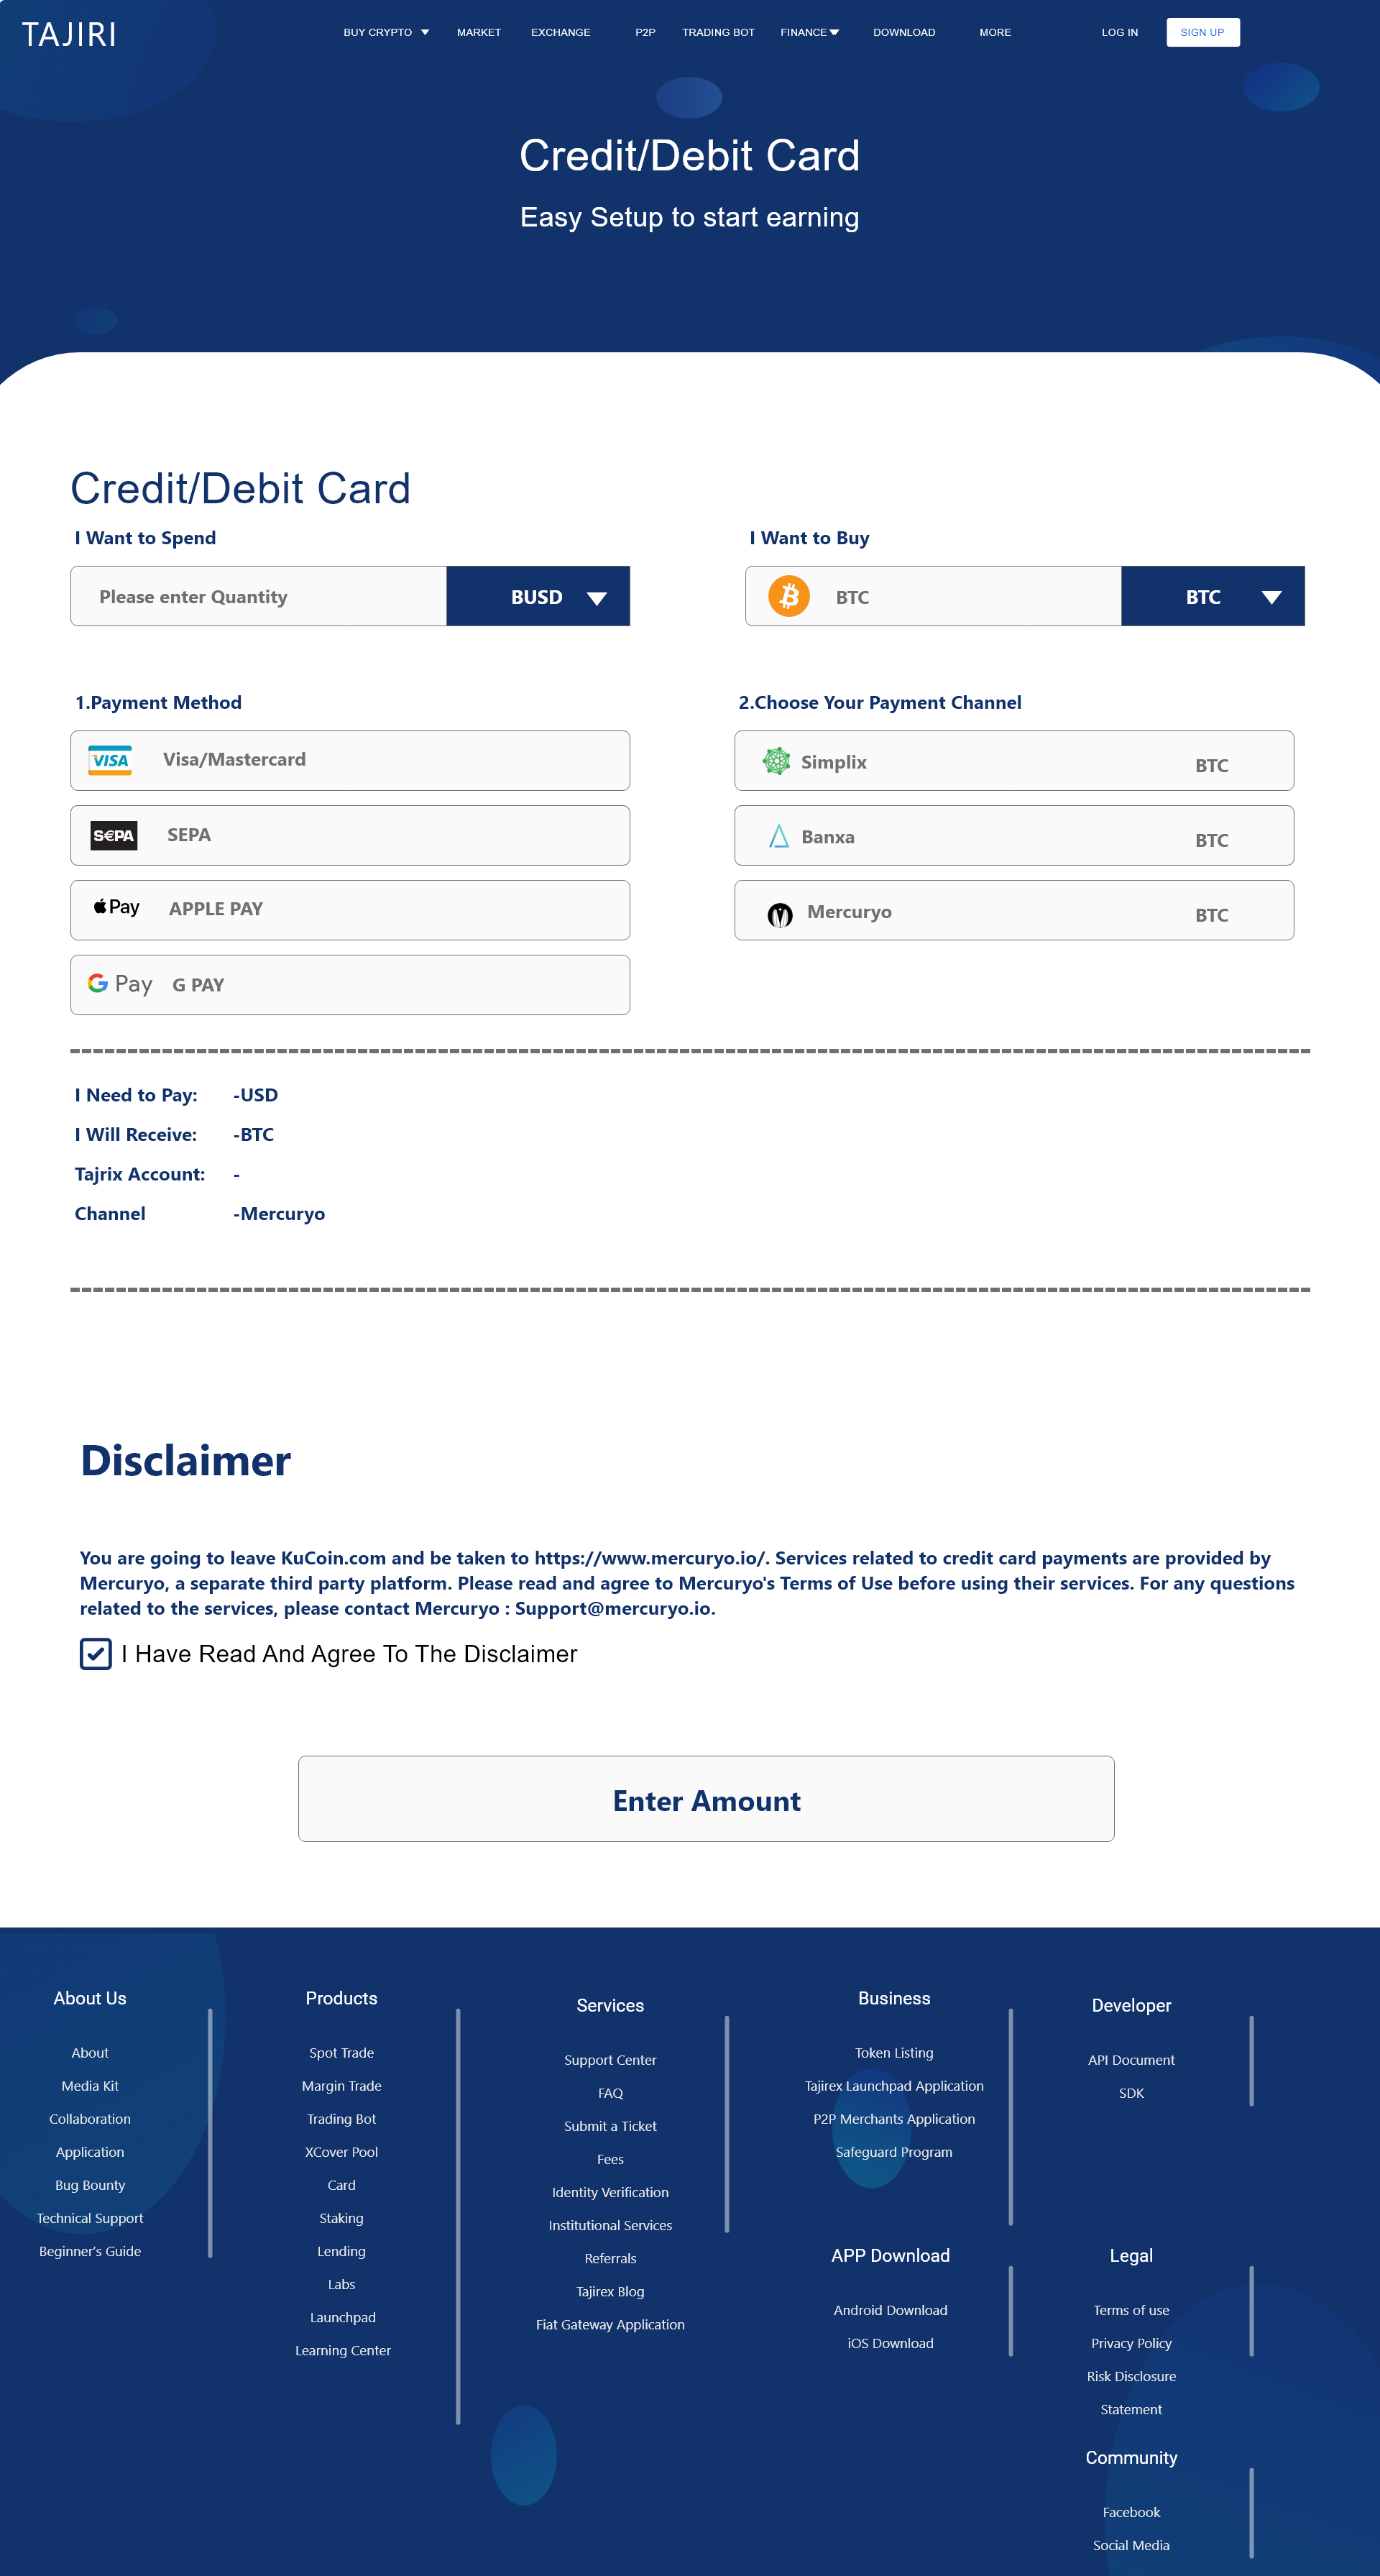 TAJIRI
BUY CRYPTO MARKET EXCHANGE P2P TRADING BOT FINANCE DOWNLOAD MORE LOG IN SIGN UP
Credit/Debit Card
Easy Setup to start earning
Credit/Debit Card
I Want to Spend
Please enter Quantity BUSD
I Want to Buy
BTC BTC
1.Payment Method
VISA Visa/Mastercard
S€PA SEPA
Pay APPLE PAY
G Pay G PAY
2.Choose Your Payment Channel
Simplix BTC
Banxa BTC
Mercuryo BTC
I Need to Pay: -USD
I Will Receive: -BTC
Tajrix Account: -
Channel -Mercuryo
Disclaimer
You are going to leave KuCoin.com and be taken to https://www.mercuryo.io/. Services related to credit card payments are provided by
Mercuryo, a separate third party platform. Please read and agree to Mercuryo's Terms of Use before using their services. For any questions
related to the services, please contact Mercuryo : Support@mercuryo.io.
I Have Read And Agree To The Disclaimer
Enter Amount
About Us
About
Media Kit
Collaboration
Application
Bug Bounty
Technical Support
Beginner's Guide
Products
Spot Trade
Margin Trade
Trading Bot
XCover Pool
Card
Staking
Lending
Labs
Launchpad
Learning Center
Services
Support Center
FAQ
Submit a Ticket
Fees
Identity Verification
Institutional Services
Referrals
Tajirex Blog
Fiat Gateway Application
Business
Token Listing
Tajirex Launchpad Application
P2P Merchants Application
Safeguard Program
APP Download
Android Download
iOS Download
Developer
API Document
SDK
Legal
Terms of use
Privacy Policy
Risk Disclosure
Statement
Community
Facebook
Social Media